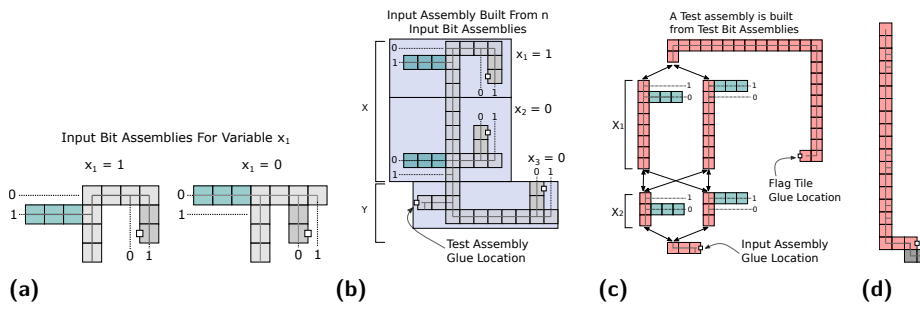 Input Bit Assemblies For Variable x₁
x₁ = 1
x₁ = 0
0
1
0
1
0
1
0 1
(a)
Input Assembly Built From n
Input Bit Assemblies
X
0
1
x₁ = 1
0 1
x₂ = 0
0 1
0
1
x₃ = 0
0 1
Y
Test Assembly
Glue Location
(b)
A Test assembly is built
from Test Bit Assemblies
X₁
1
0
1
0
Flag Tile
Glue Location
X₂
1
0
1
0
Input Assembly
Glue Location
(c)
(d)